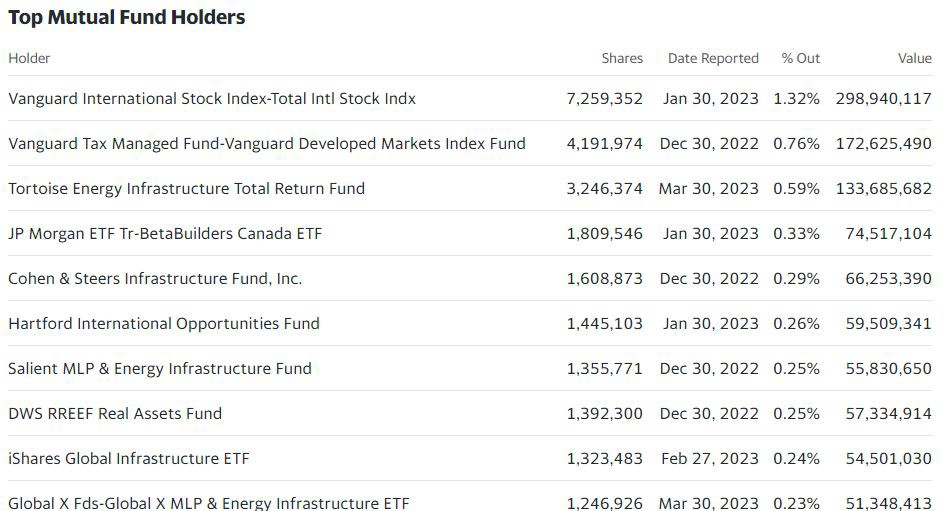 Top Mutual Fund Holders
Holder Shares Date Reported % Out Value
Vanguard International Stock Index-Total Intl Stock Indx 7,259,352 Jan 30, 2023 1.32% 298,940,117
Vanguard Tax Managed Fund-Vanguard Developed Markets Index Fund 4,191,974 Dec 30, 2022 0.76% 172,625,490
Tortoise Energy Infrastructure Total Return Fund 3,246,374 Mar 30, 2023 0.59% 133,685,682
JP Morgan ETF Tr-BetaBuilders Canada ETF 1,809,546 Jan 30, 2023 0.33% 74,517,104
Cohen & Steers Infrastructure Fund, Inc. 1,608,873 Dec 30, 2022 0.29% 66,253,390
Hartford International Opportunities Fund 1,445,103 Jan 30, 2023 0.26% 59,509,341
Salient MLP & Energy Infrastructure Fund 1,355,771 Dec 30, 2022 0.25% 55,830,650
DWS RREEF Real Assets Fund 1,392,300 Dec 30, 2022 0.25% 57,334,914
iShares Global Infrastructure ETF 1,323,483 Feb 27, 2023 0.24% 54,501,030
Global X Fds-Global X MLP & Energy Infrastructure ETF 1,246,926 Mar 30, 2023 0.23% 51,348,413